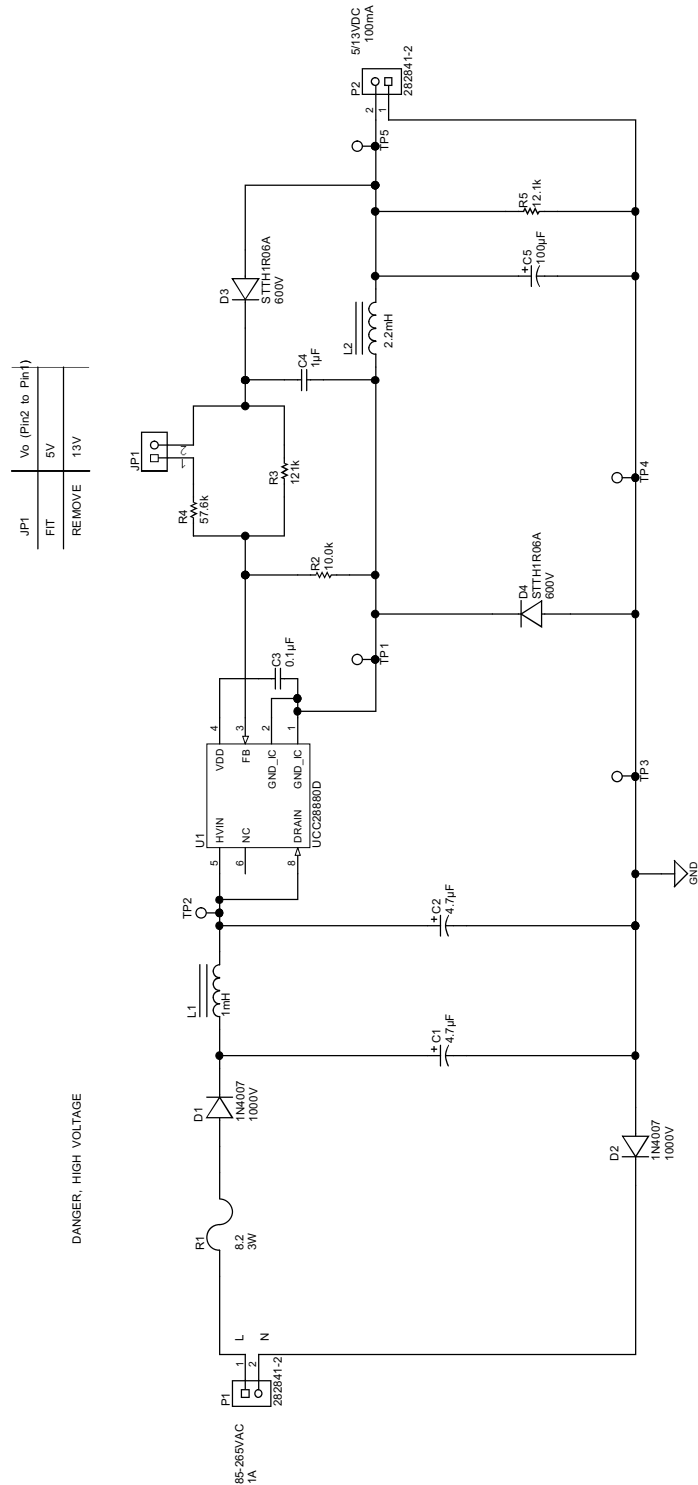 DANGER, HIGH VOLTAGE
JP1 Vo (Pin2 to Pin1)
FIT 5V
REMOVE 13V
85-265VAC
1A
P1
1
2
282841-2
L
N
R1
8.2
3W
D1
1N4007
1000V
D2
1N4007
1000V
L1
1mH
C1
4.7µF
C2
4.7µF
TP2
GND
U1
HVIN
NC
DRAIN
5
6
8
VDD
FB
GND_IC
GND_IC
4
3
2
1
UCC28880D
C3
0.1µF
TP1
TP3
R2
10.0k
D4
STTH1R06A
600V
R4
57.6k
JP1
1
2
R3
121k
C4
1µF
TP4
L2
2.2mH
D3
STTH1R06A
600V
C5
100µF
R5
12.1k
TP5
P2
2
1
282841-2
5/13VDC
100mA